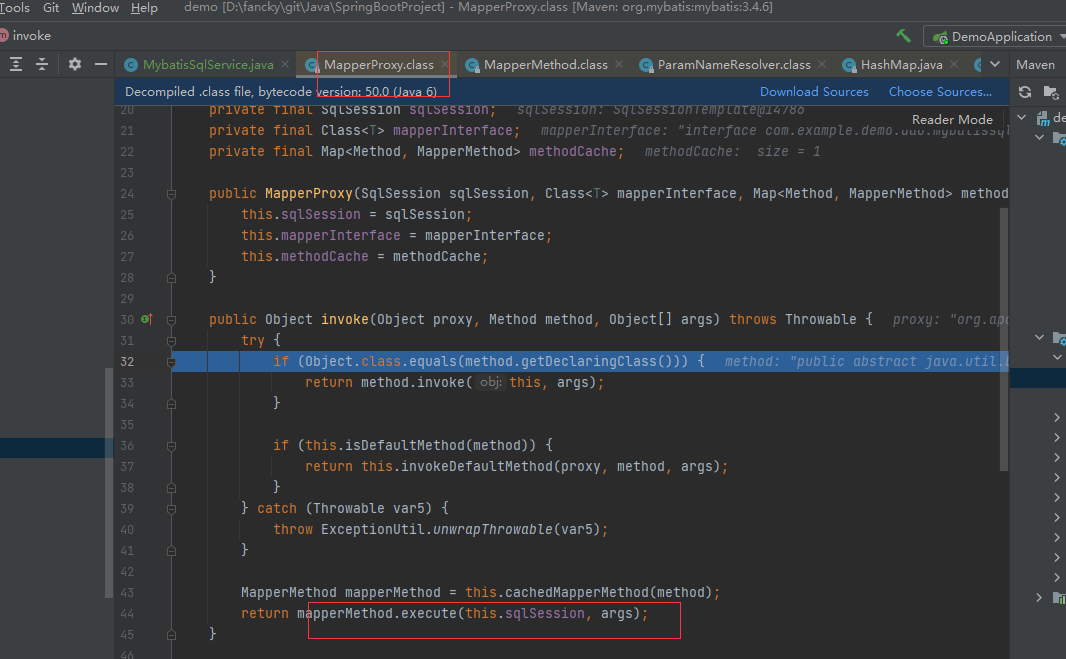 Tools Git Window Help demo [D:\fancky\git\Java\SpringBootProject] - MapperProxy.class [Maven: org.mybatis:mybatis:3.4.6]
invoke DemoApplication
MybatisSqlService.java MapperProxy.class MapperMethod.class ParamNameResolver.class HashMap.java Maven
Decompiled .class file, bytecode version: 50.0 (Java 6) Download Sources Choose Sources...
Reader Mode
20 private final SqlSession sqlSession; sqlSession: SqlSessionTemplate@14786
21 private final Class<T> mapperInterface; mapperInterface: "interface com.example.demo.dao.mybatissql
22 private final Map<Method, MapperMethod> methodCache; methodCache: size = 1
23
24 public MapperProxy(SqlSession sqlSession, Class<T> mapperInterface, Map<Method, MapperMethod> method
25 this.sqlSession = sqlSession;
26 this.mapperInterface = mapperInterface;
27 this.methodCache = methodCache;
28 }
29
30 public Object invoke(Object proxy, Method method, Object[] args) throws Throwable { proxy: "org.apa
31 try {
32 if (Object.class.equals(method.getDeclaringClass())) { method: "public abstract java.util.
33 return method.invoke( obj: this, args);
34 }
35
36 if (this.isDefaultMethod(method)) {
37 return this.invokeDefaultMethod(proxy, method, args);
38 }
39 } catch (Throwable var5) {
40 throw ExceptionUtil.unwrapThrowable(var5);
41 }
42
43 MapperMethod mapperMethod = this.cachedMapperMethod(method);
44 return mapperMethod.execute(this.sqlSession, args);
45 }
46
de